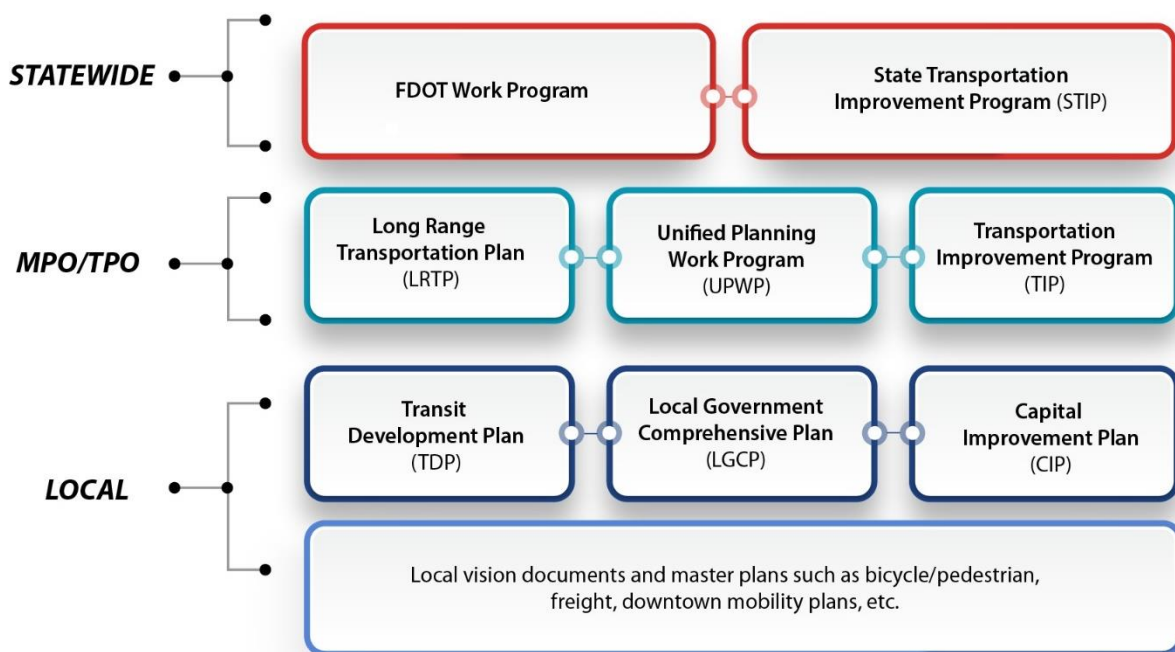 STATEWIDE
FDOT Work Program
State Transportation
Improvement Program (STIP)
MPO/TPO
Long Range
Transportation Plan
(LRTP)
Unified Planning
Work Program
(UPWP)
Transportation
Improvement Program
(TIP)
LOCAL
Transit
Development Plan
(TDP)
Local Government
Comprehensive Plan
(LGCP)
Capital
Improvement Plan
(CIP)
Local vision documents and master plans such as bicycle/pedestrian,
freight, downtown mobility plans, etc.